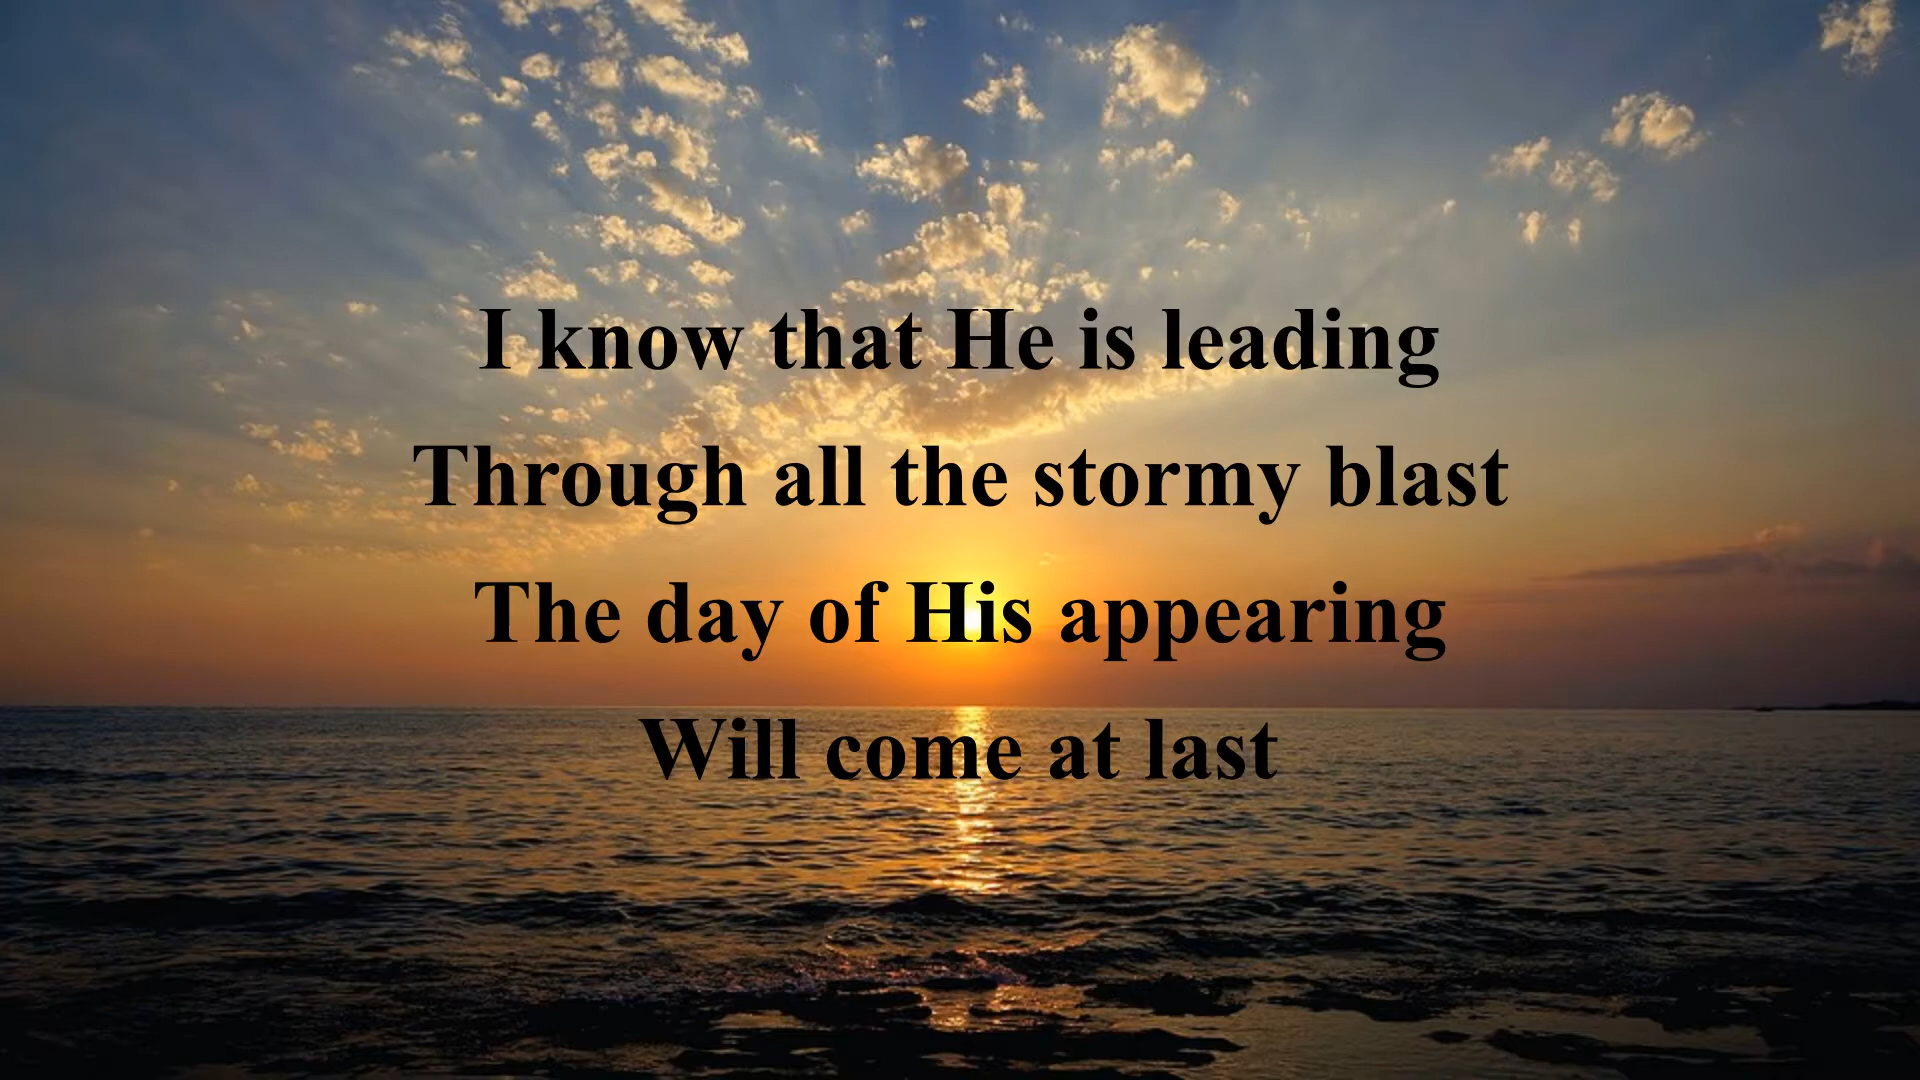 I know that He is leading
Through all the stormy blast
The day of His appearing
Will come at last